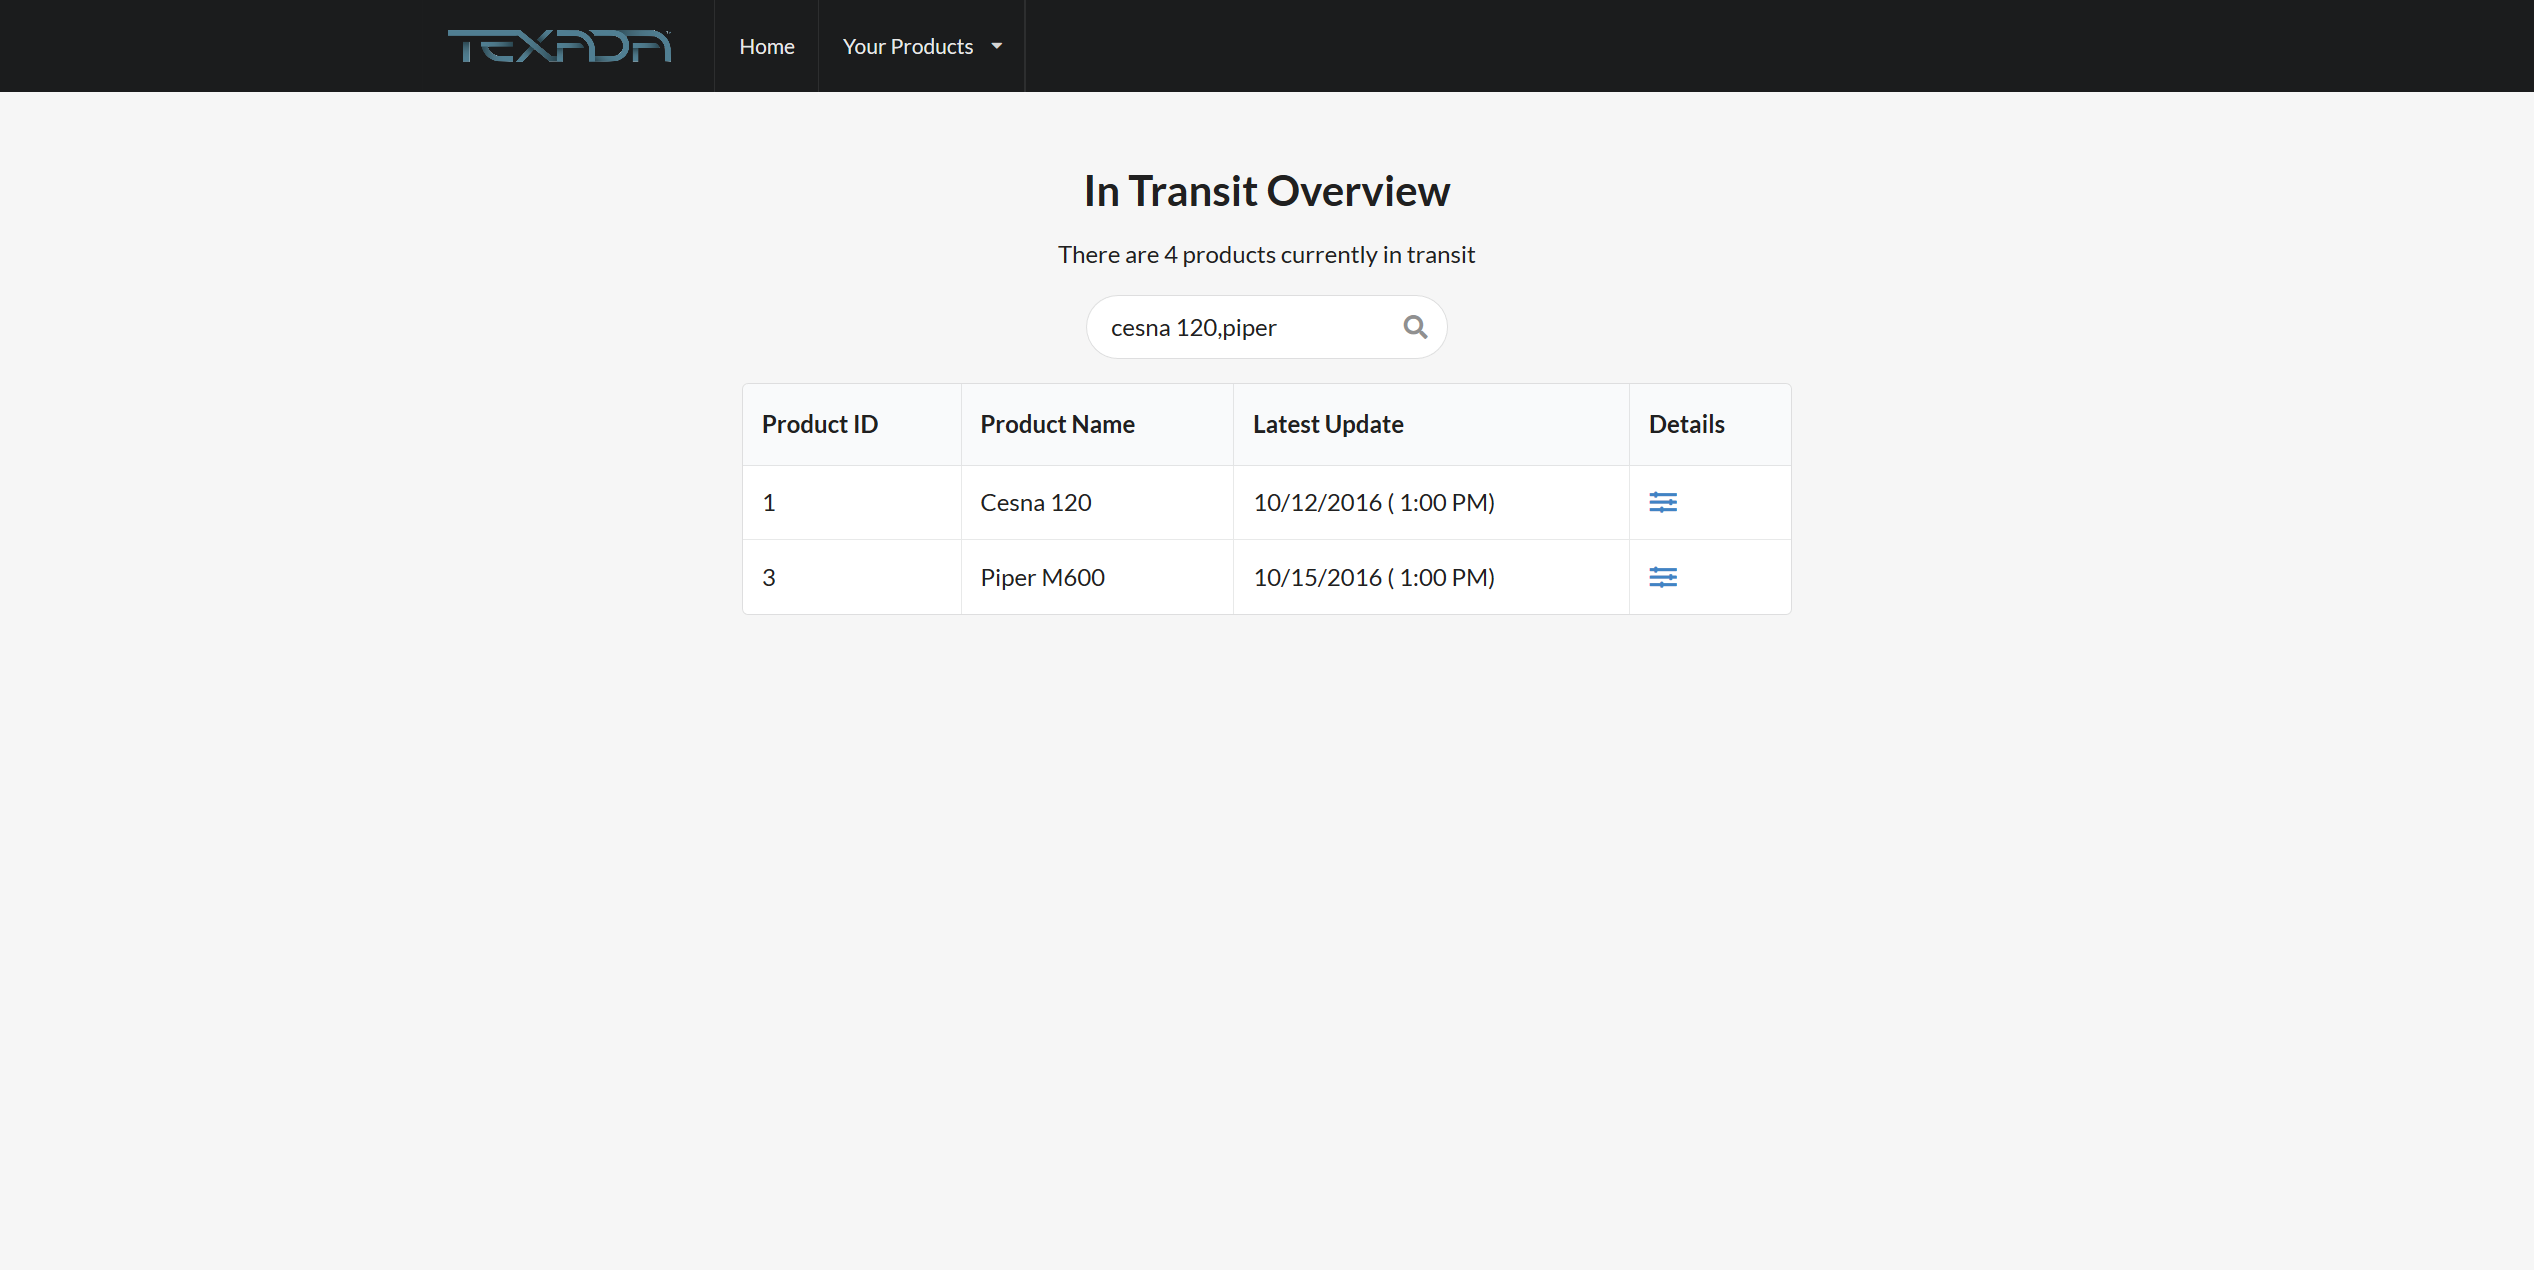 TEXADA
Home
Your Products
In Transit Overview
There are 4 products currently in transit
cesna 120,piper
Product ID Product Name Latest Update Details
1 Cesna 120 10/12/2016 ( 1:00 PM)
3 Piper M600 10/15/2016 ( 1:00 PM)